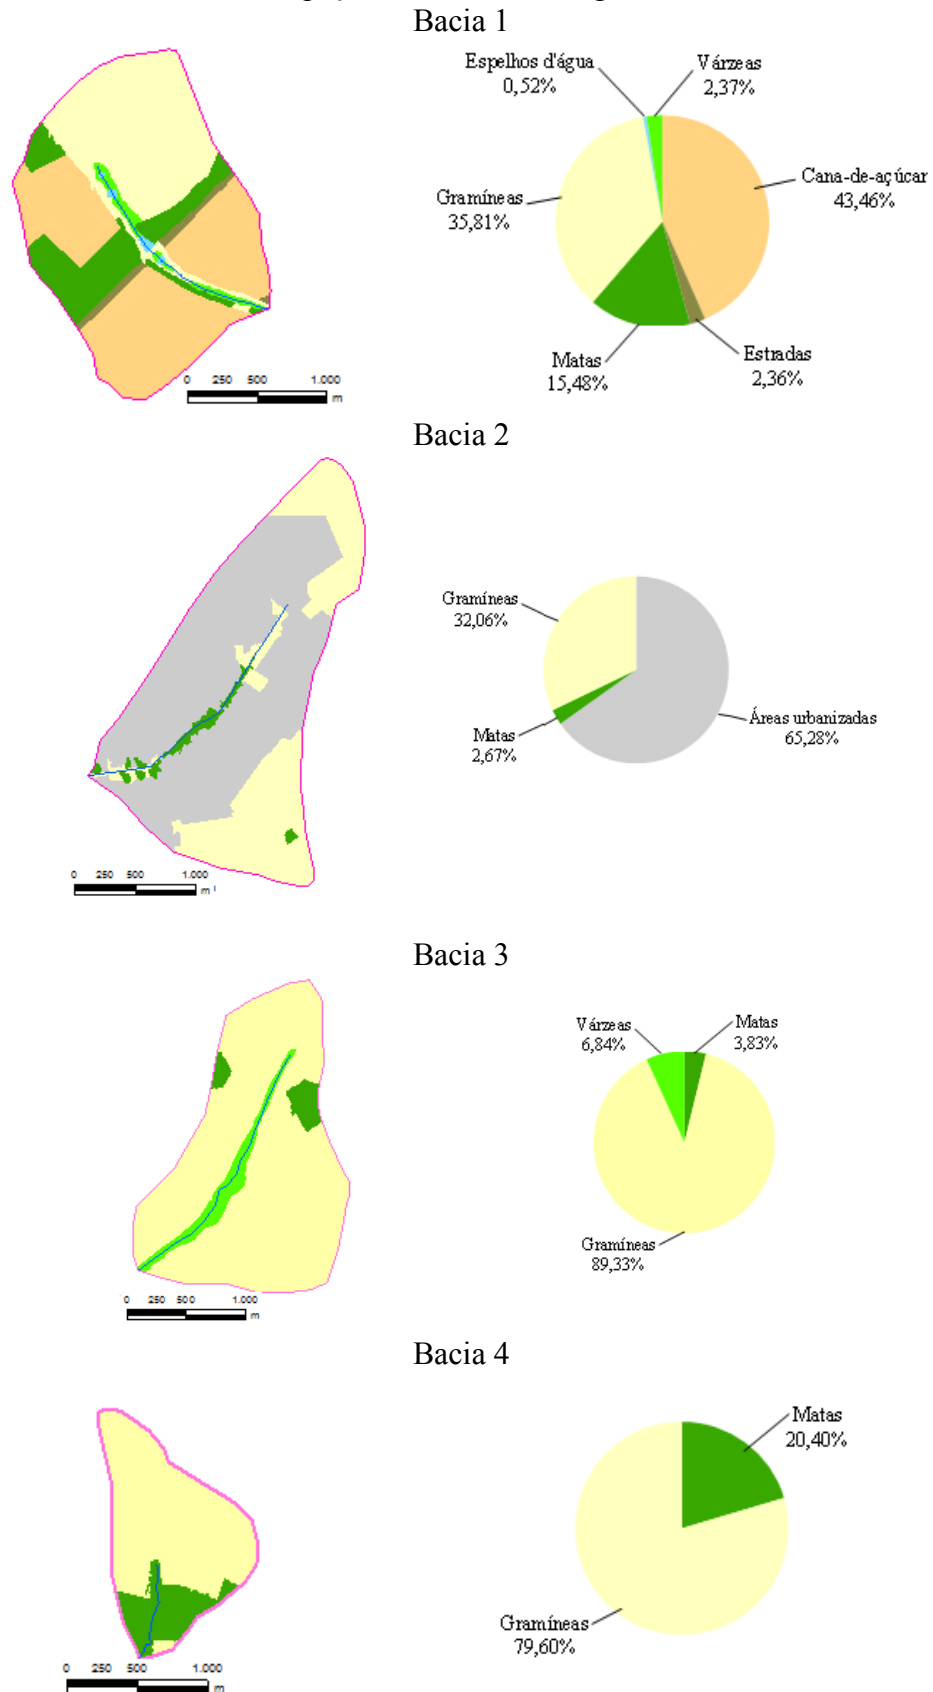 Bacia 1
Espelhos d'água
0,52%
Várzeas
2,37%
Cana-de-açúcar
43,46%
Gramíneas
35,81%
Matas
15,48%
Estradas
2,36%
0 250 500 1.000
m
Bacia 2
Gramíneas
32,06%
Matas
2,67%
Áreas urbanizadas
65,28%
0 250 500 1.000
m
Bacia 3
Várzeas
6,84%
Matas
3,83%
Gramíneas
89,33%
0 250 500 1.000
m
Bacia 4
Matas
20,40%
Gramíneas
79,60%
0 250 500 1.000
m